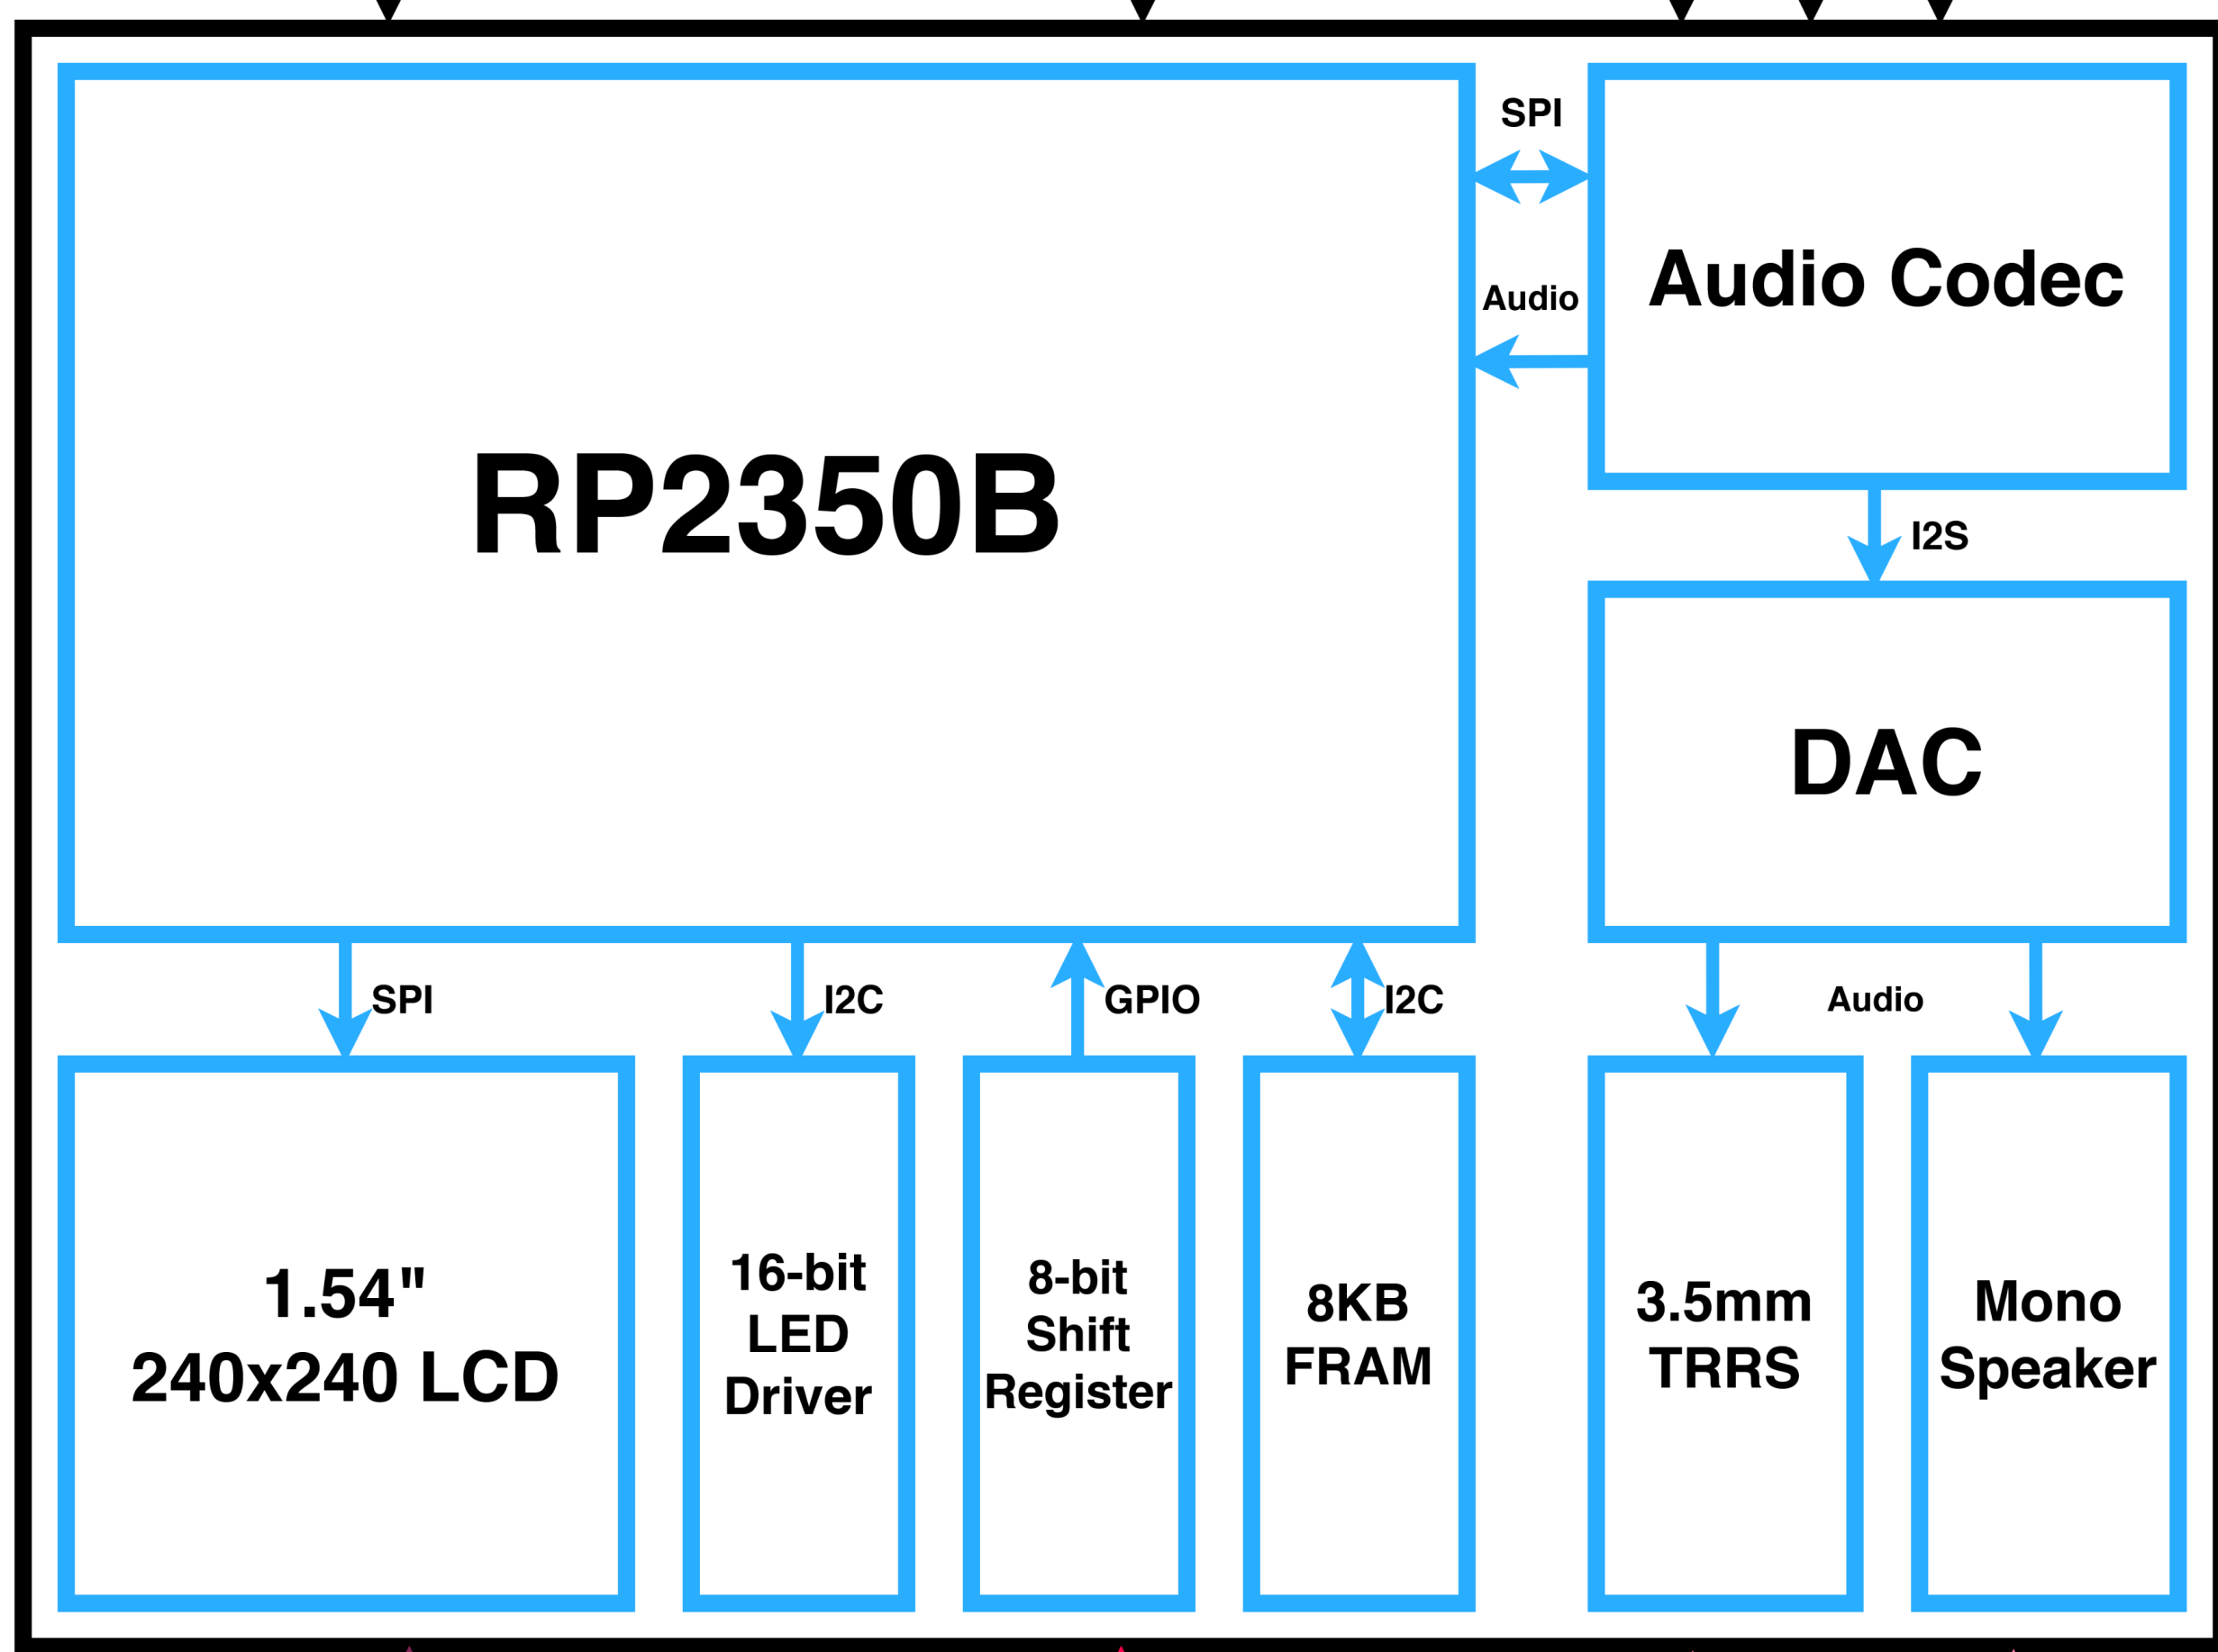 SPI
Audio Codec
Audio
RP2350B
I2S
DAC
SPI
I2C
GPIO
I2C
Audio
1.54"
240x240 LCD
16-bit
LED
Driver
8-bit
Shift
Register
8KB
FRAM
3.5mm
TRRS
Mono
Speaker